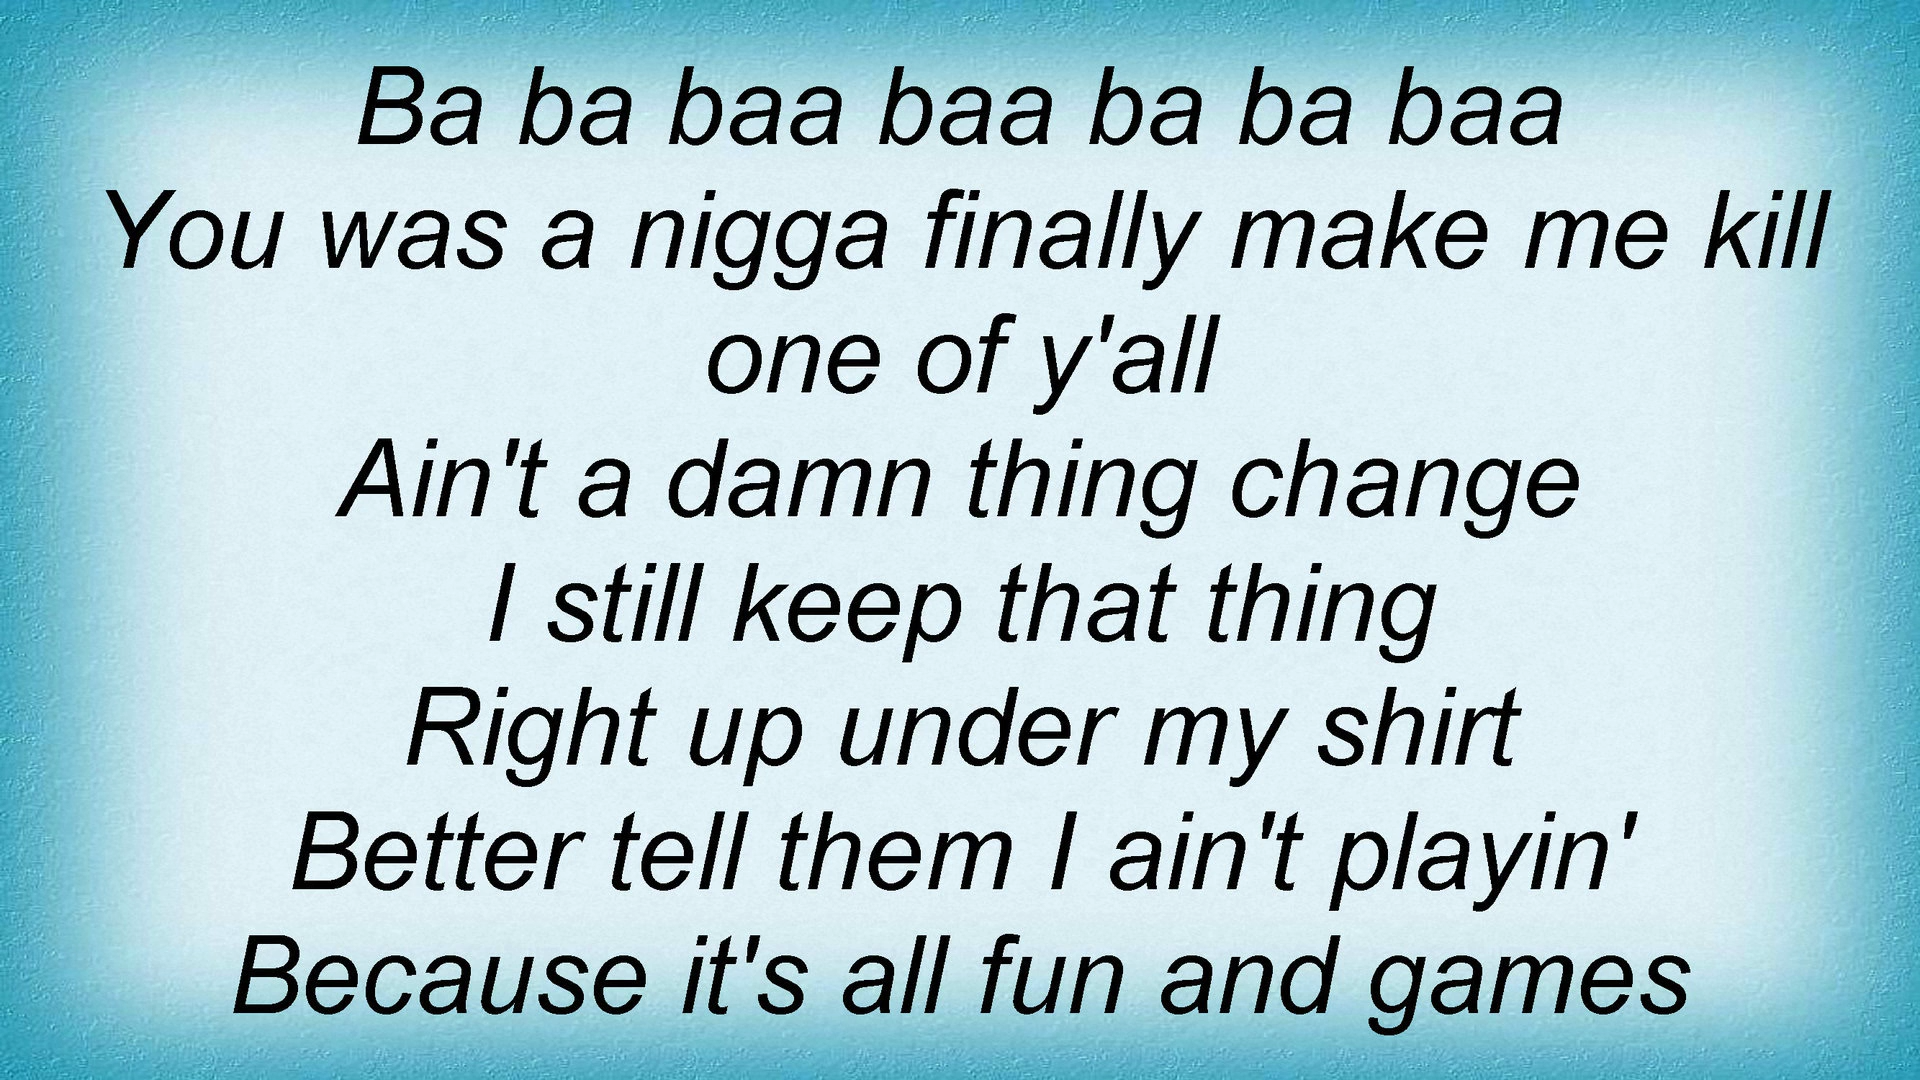 Ba ba baa baa ba ba baa
You was a nigga finally make me kill
one of y'all
Ain't a damn thing change
I still keep that thing
Right up under my shirt
Better tell them I ain't playin'
Because it's all fun and games